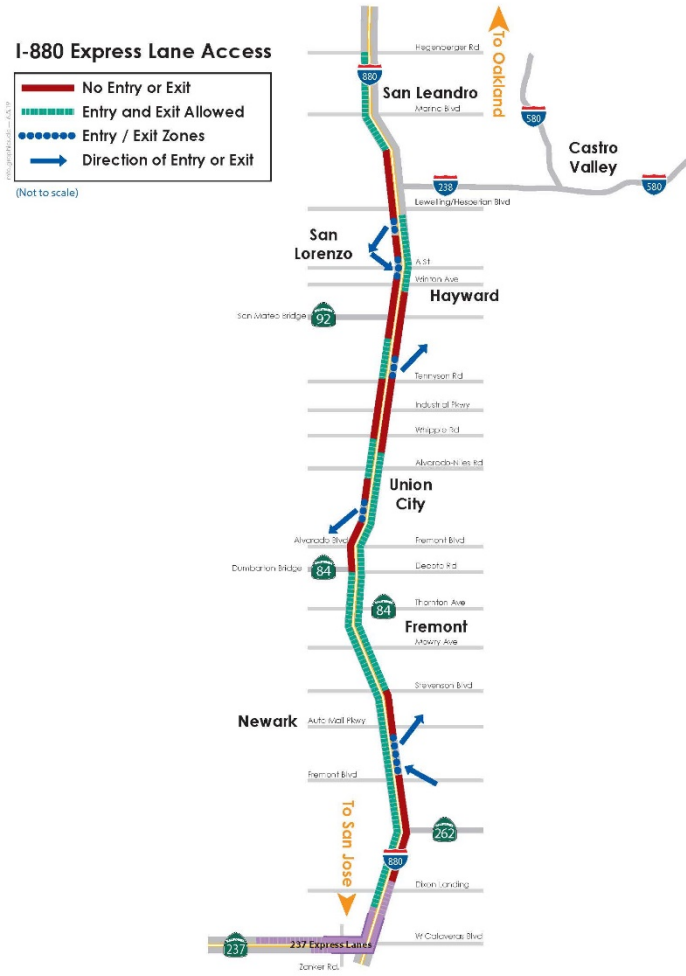 I-880 Express Lane Access
No Entry or Exit
Entry and Exit Allowed
Entry / Exit Zones
Direction of Entry or Exit
(Not to scale)
To Oakland
Hegenberger Rd
880
San Leandro
Marina Blvd
580
Castro
Valley
238
580
Lewelling/Hesperian Blvd
San
Lorenzo
A St
Winton Ave
Hayward
San Mateo Bridge
92
Tennyson Rd
Industrial Pkwy
Whipple Rd
Alvarado-Niles Rd
Union
City
Alvarado Blvd
Fremont Blvd
Dumbarton Bridge
84
Decoto Rd
Thornton Ave
84
Fremont
Mowry Ave
Stevenson Blvd
Newark
Auto Mall Pkwy
Fremont Blvd
To San Jose
262
880
Dixon Landing
237
237 Express Lanes
W Calaveras Blvd
Zanker Rd.